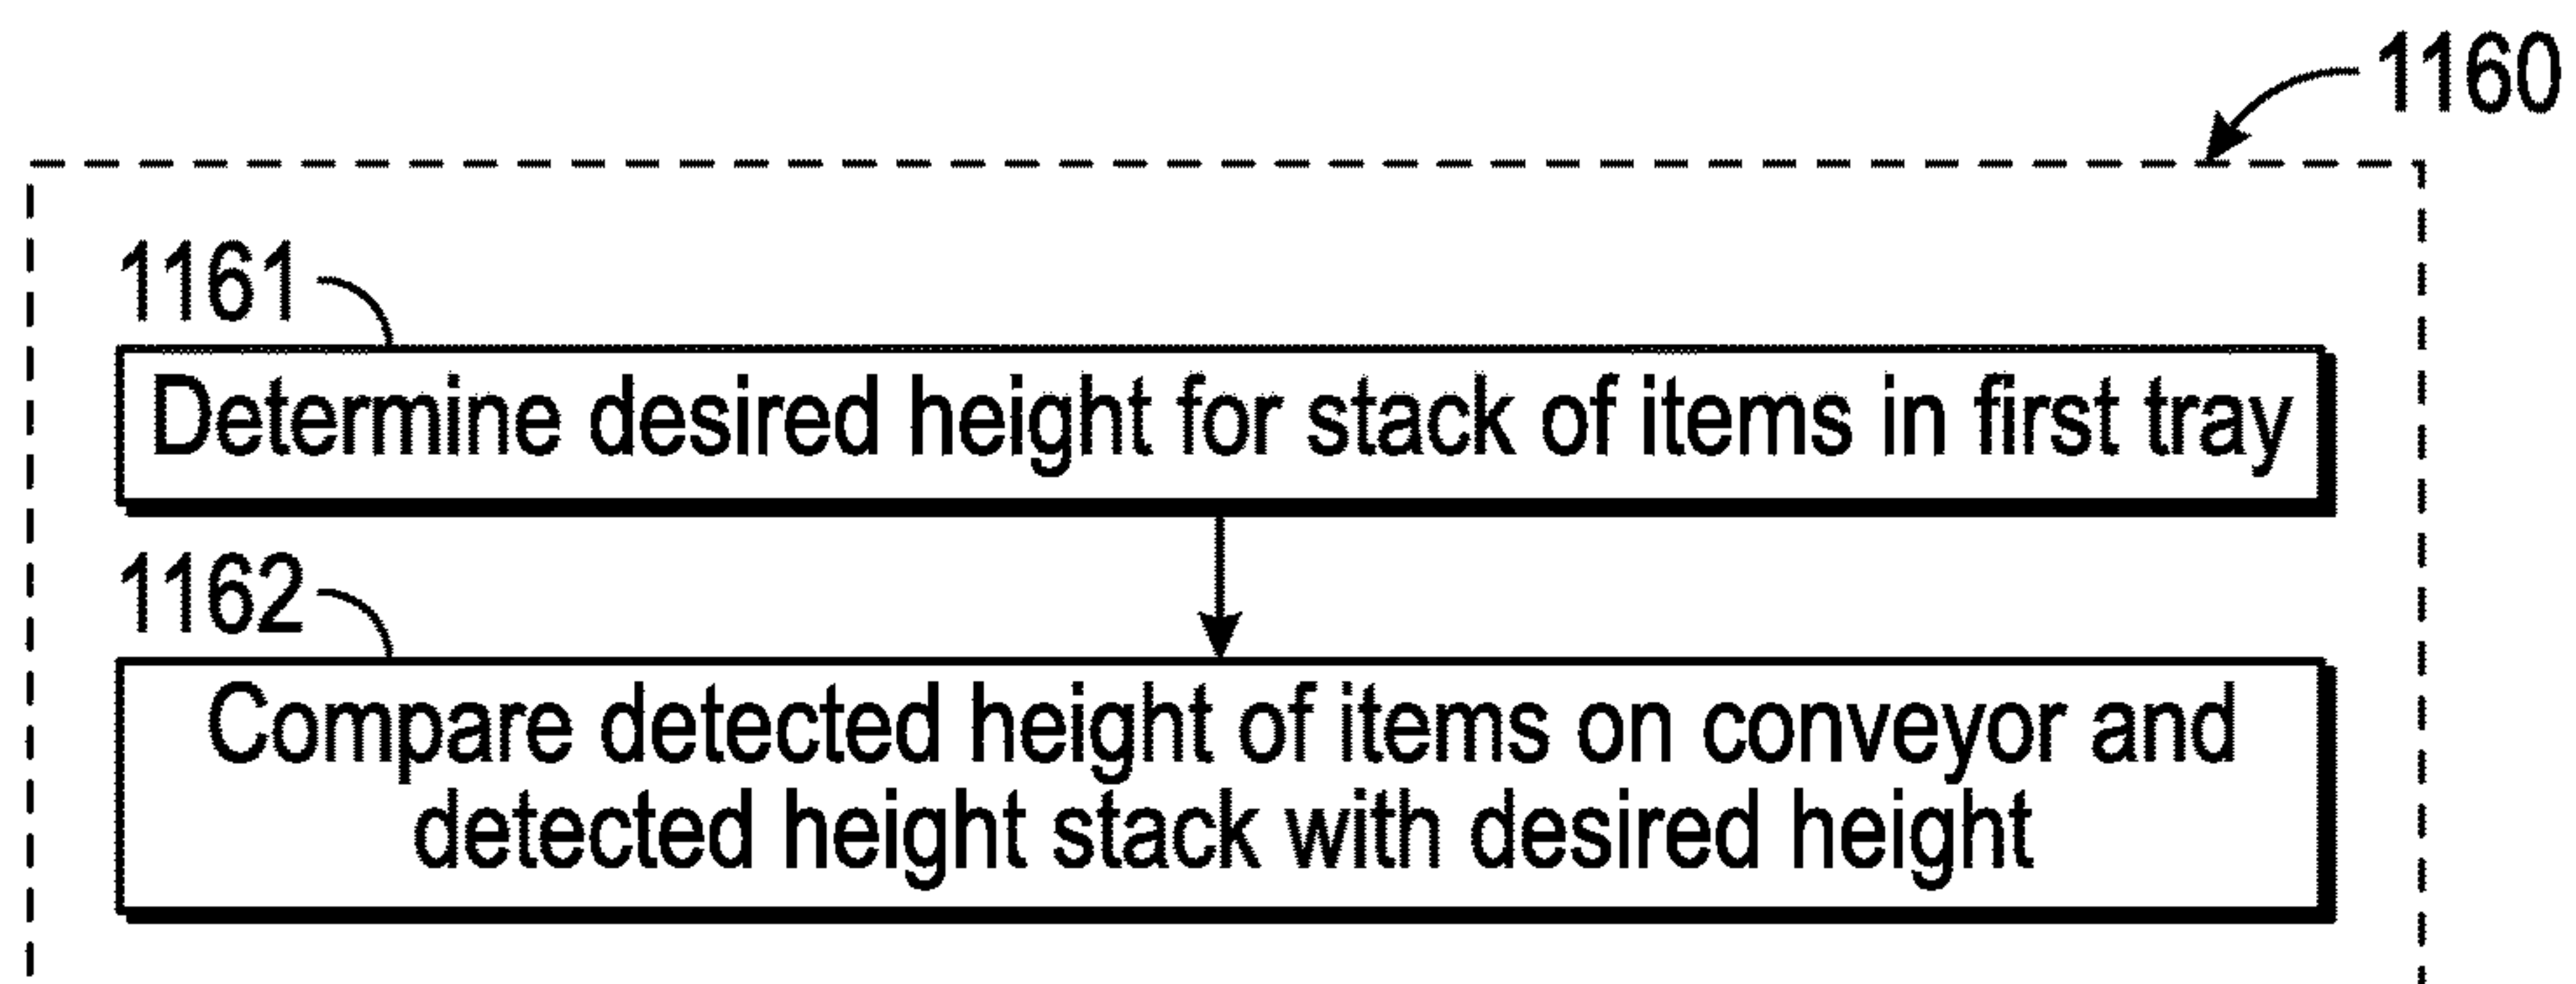 1160
1161
Determine desired height for stack of items in first tray
1162
Compare detected height of items on conveyor and
detected height stack with desired height